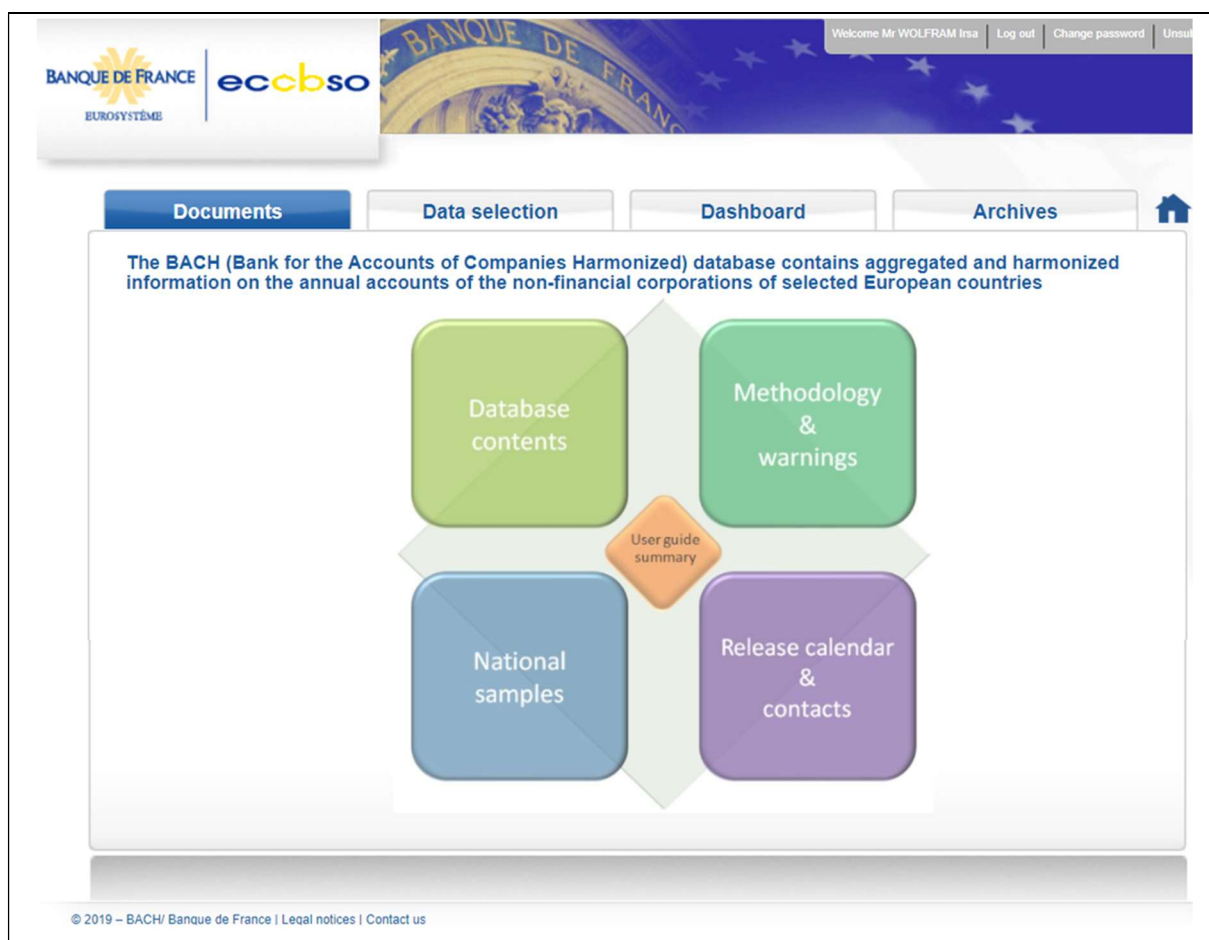 Welcome Mr WOLFRAM Irsa | Log out | Change password |
BANQUE DE FRANCE
EUROSYSTÈME
eccbso
BANQUE DE FRANC
Documents
Data selection
Dashboard
Archives
The BACH (Bank for the Accounts of Companies Harmonized) database contains aggregated and harmonized
information on the annual accounts of the non-financial corporations of selected European countries
Database
contents
Methodology
&
warnings
User guide
summary
National
samples
Release calendar
&
contacts
© 2019 – BACH/ Banque de France | Legal notices | Contact us